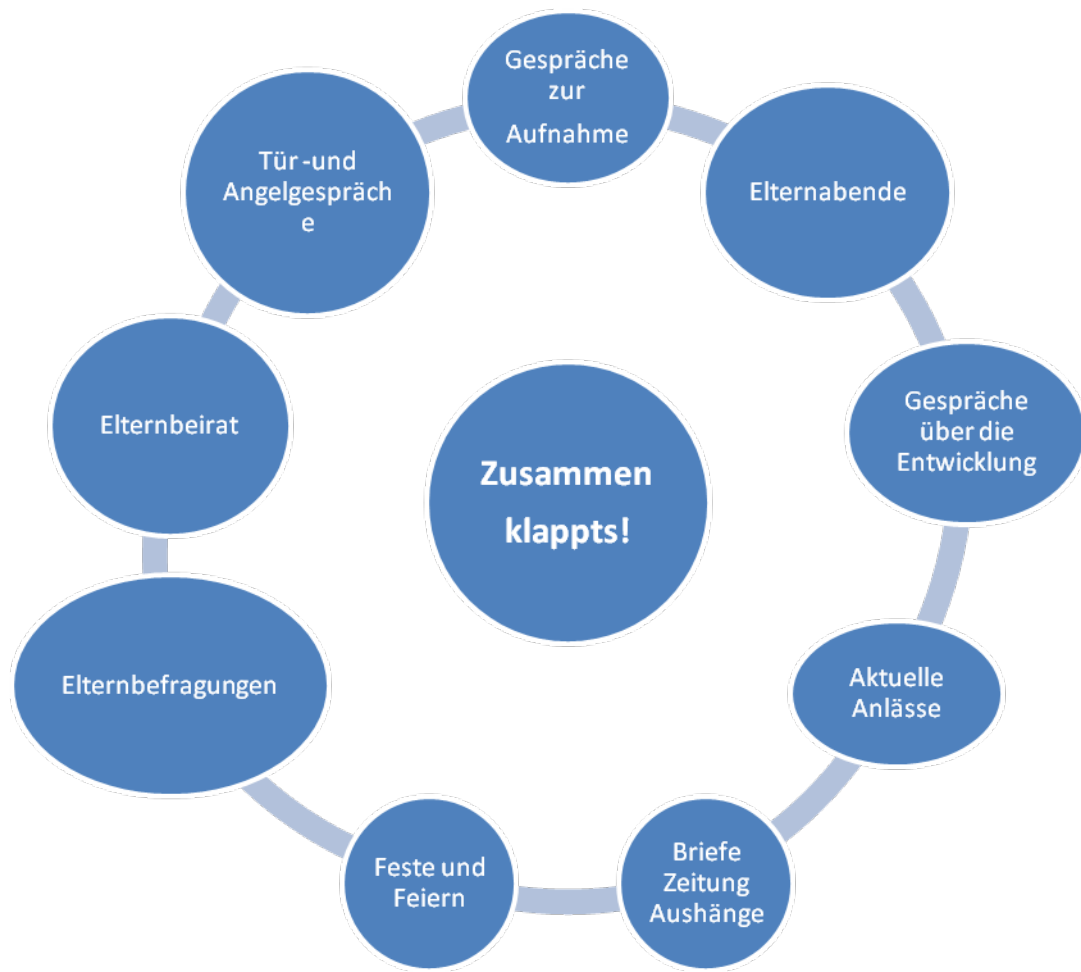 Gespräche
zur
Aufnahme
Elternabende
Gespräche
über die
Entwicklung
Aktuelle
Anlässe
Briefe
Zeitung
Aushänge
Feste und
Feiern
Elternbefragungen
Elternbeirat
Tür -und
Angelgespräch
e
Zusammen
klappts!